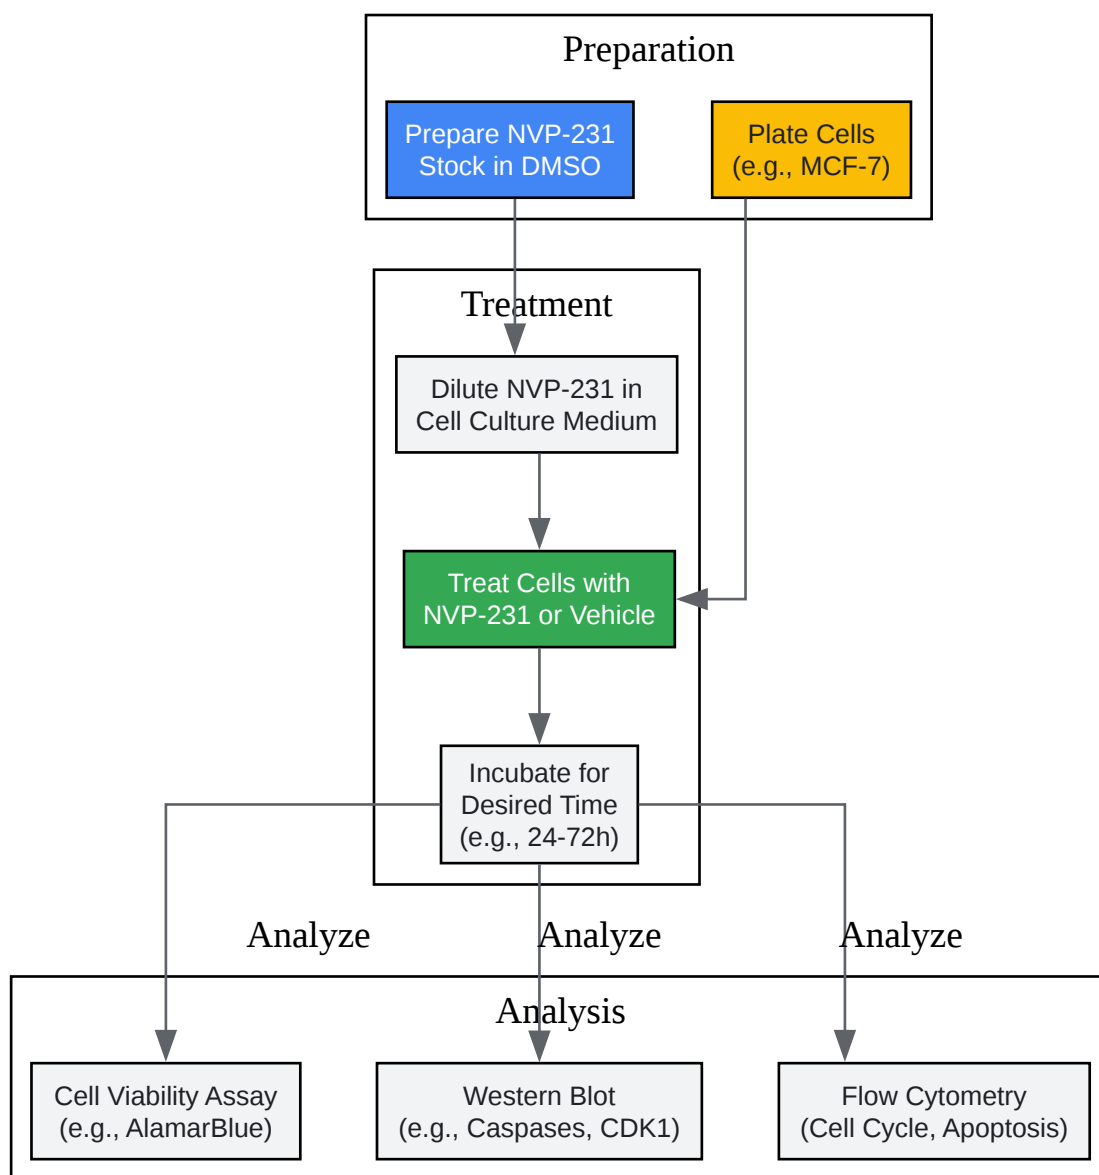 Preparation
Prepare NVP-231
Stock in DMSO
Plate Cells
(e.g., MCF-7)
Treatment
Dilute NVP-231 in
Cell Culture Medium
Treat Cells with
NVP-231 or Vehicle
Incubate for
Desired Time
(e.g., 24-72h)
Analyze
Analyze
Analyze
Analysis
Cell Viability Assay
(e.g., AlamarBlue)
Western Blot
(e.g., Caspases, CDK1)
Flow Cytometry
(Cell Cycle, Apoptosis)